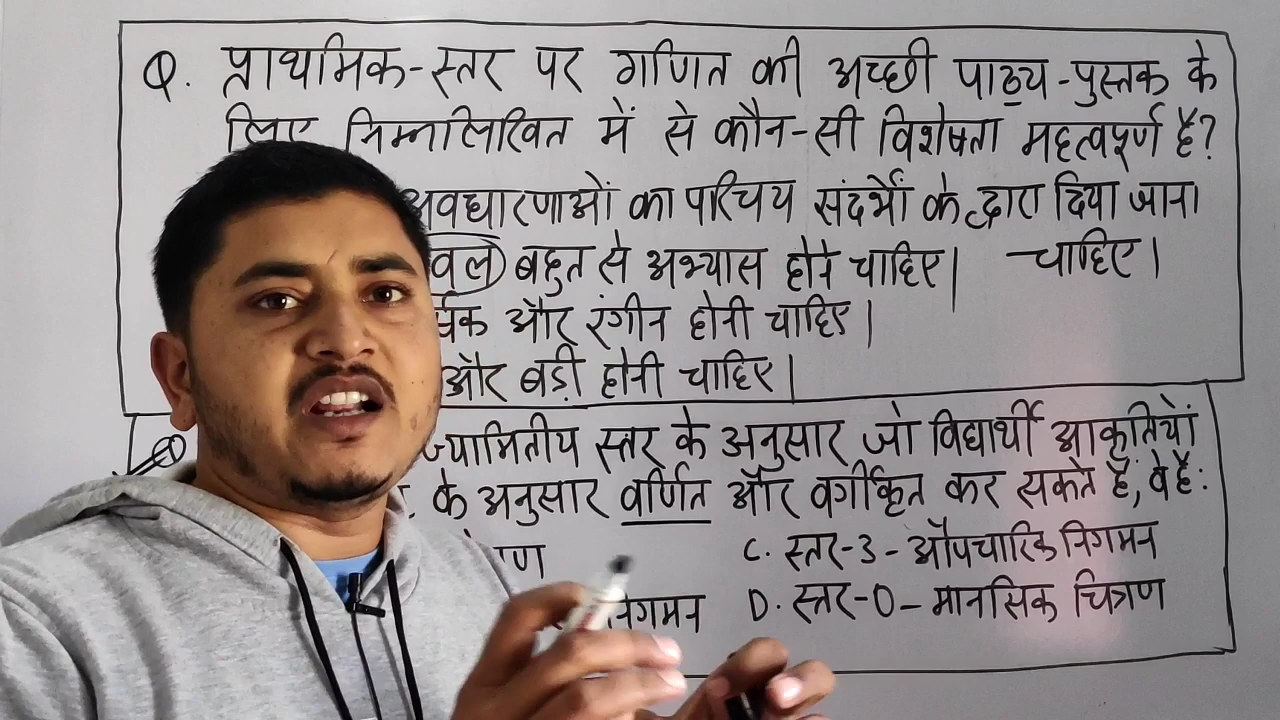 Q. प्राथमिक-स्तर पर गणित की अच्छी पाठ्य-पुस्तक के
लिए निम्नलिखित में से कौन-सी विशेषता महत्वपूर्ण है?
अवधारणाओं का परिचय संदर्भों के द्वारा दिया जाना
चाहिए।
वल बहुत से अभ्यास होने चाहिए।
र्षक और रंगीन होनी चाहिए।
और बड़ी होनी चाहिए।
ज्यामितीय स्तर के अनुसार जो विद्यार्थी आकृतियों
के अनुसार वर्णित और वर्गीकृत कर सकते हैं, वे हैं:
C. स्तर-3-औपचारिक निगमन
निगमन D. स्तर-0-मानसिक चित्रण